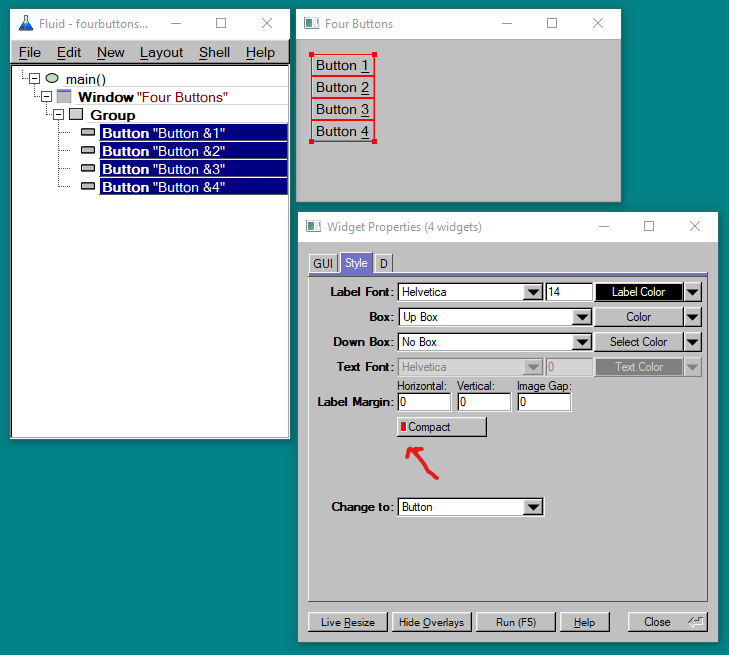 Fluid - fourbuttons...
File Edit New Layout Shell Help
main()
Window "Four Buttons"
Group
Button "Button &1"
Button "Button &2"
Button "Button &3"
Button "Button &4"
Four Buttons
Button 1
Button 2
Button 3
Button 4
Widget Properties (4 widgets)
GUI Style D
Label Font: Helvetica 14 Label Color
Box: Up Box Color
Down Box: No Box Select Color
Text Font: Helvetica 0 Text Color
Horizontal: Vertical: Image Gap:
Label Margin: 0 0 0
Compact
Change to: Button
Live Resize Hide Overlays Run (F5) Help Close